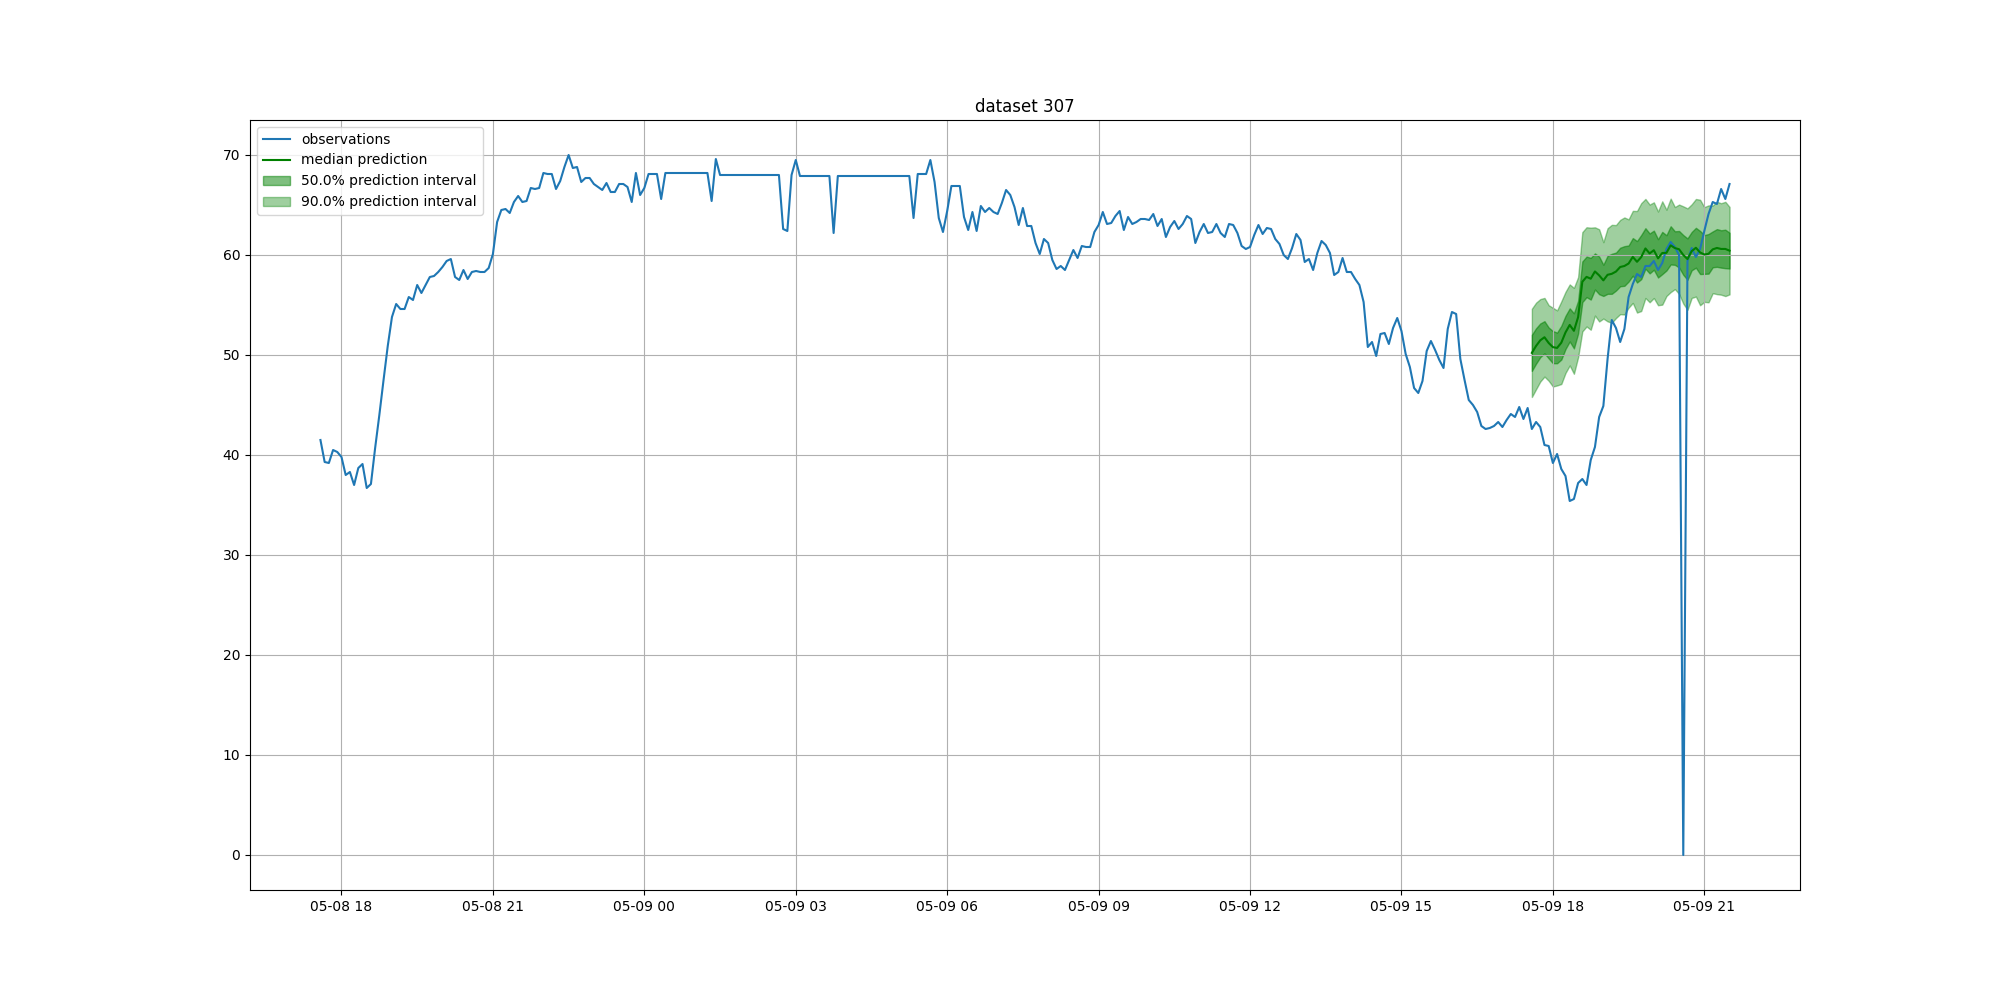 dataset 307
observations
median prediction
50.0% prediction interval
90.0% prediction interval
70
60
50
40
30
20
10
0
05-08 18 05-08 21 05-09 00 05-09 03 05-09 06 05-09 09 05-09 12 05-09 15 05-09 18 05-09 21